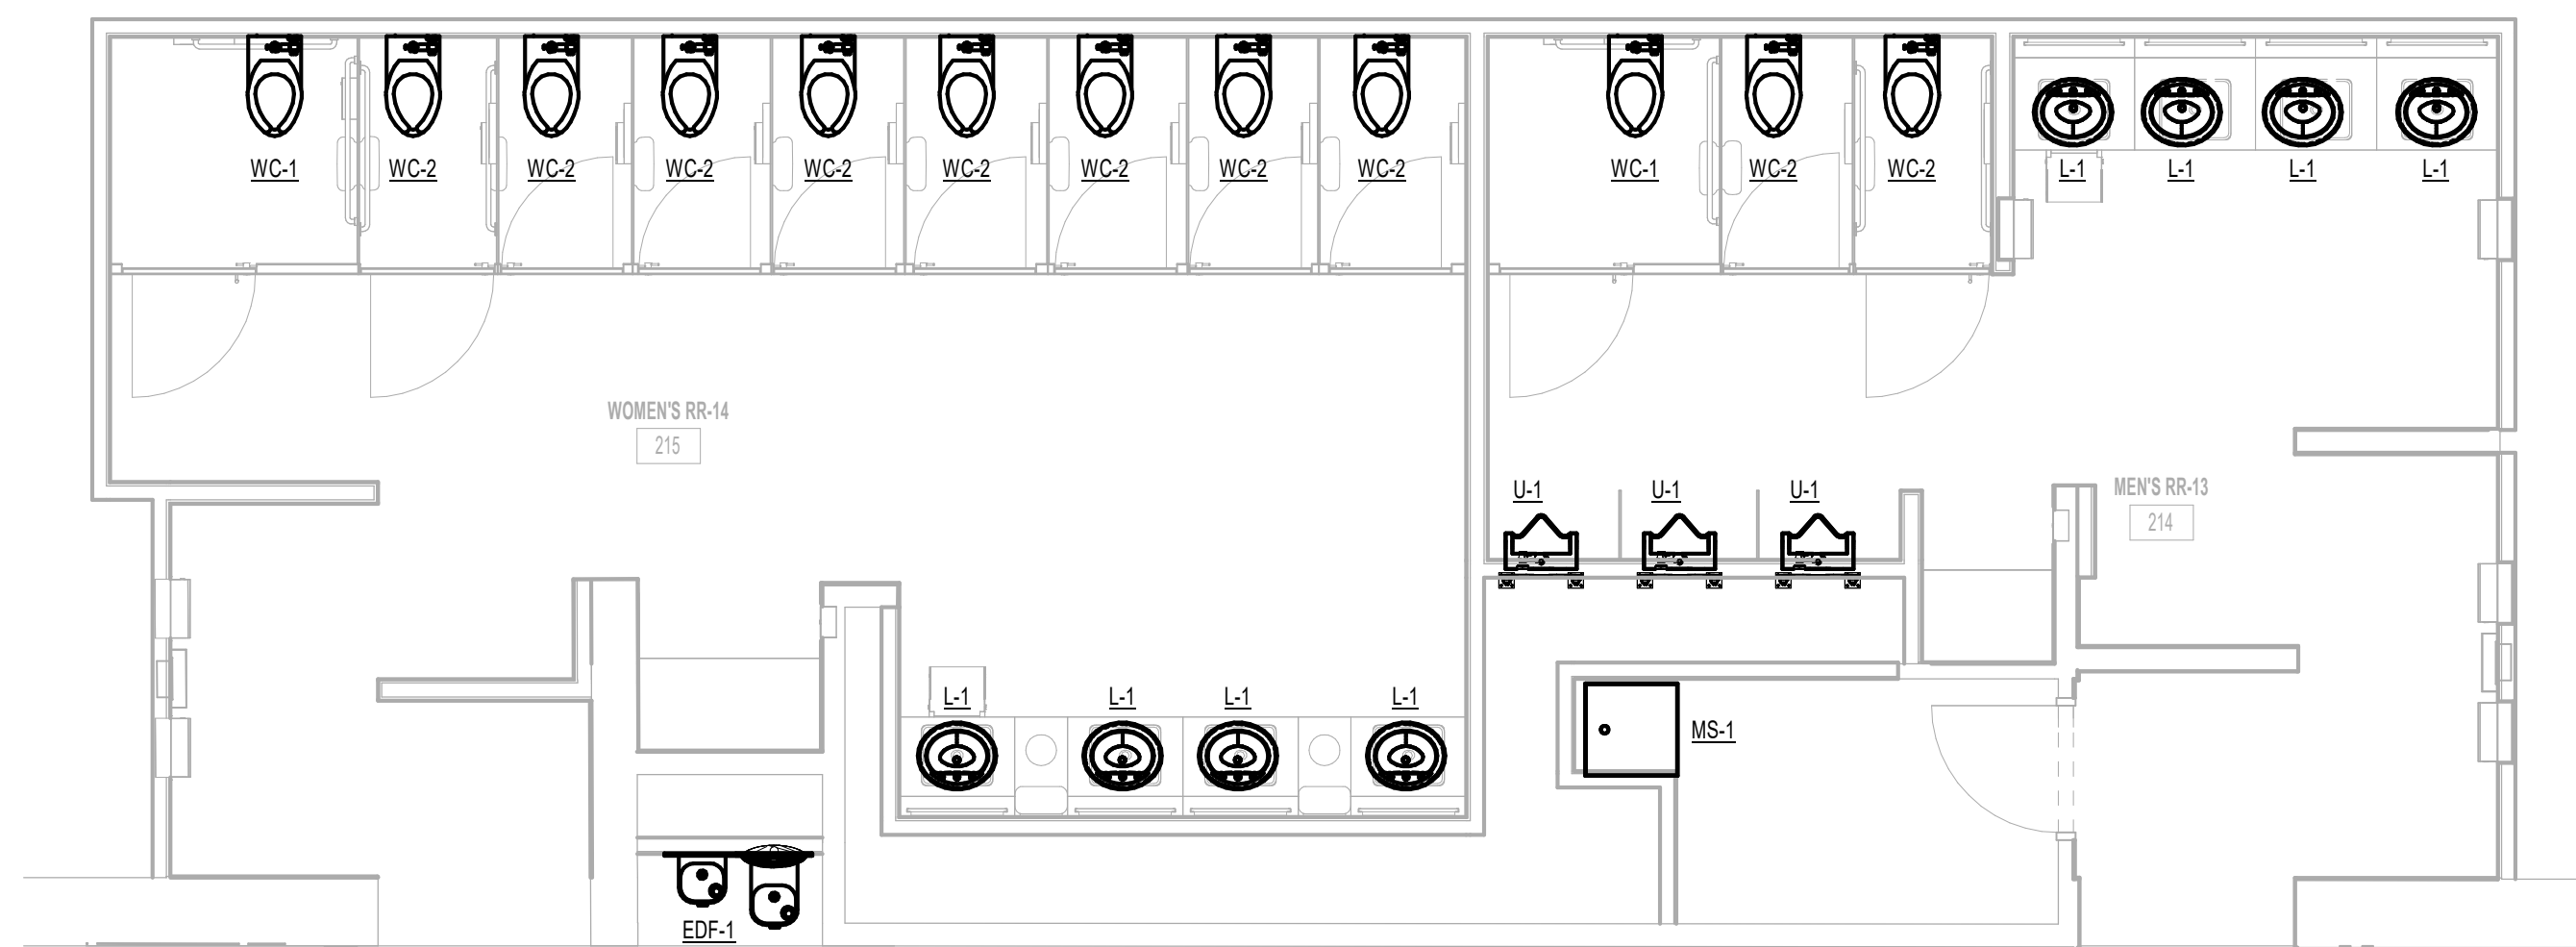 WC-1 WC-2 WC-2 WC-2 WC-2 WC-2 WC-2 WC-2 WC-2 WC-1 WC-2 WC-2 L-1 L-1 L-1 L-1
WOMEN'S RR-14
215
U-1 U-1 U-1
MEN'S RR-13
214
L-1 L-1 L-1 L-1
MS-1
EDF-1